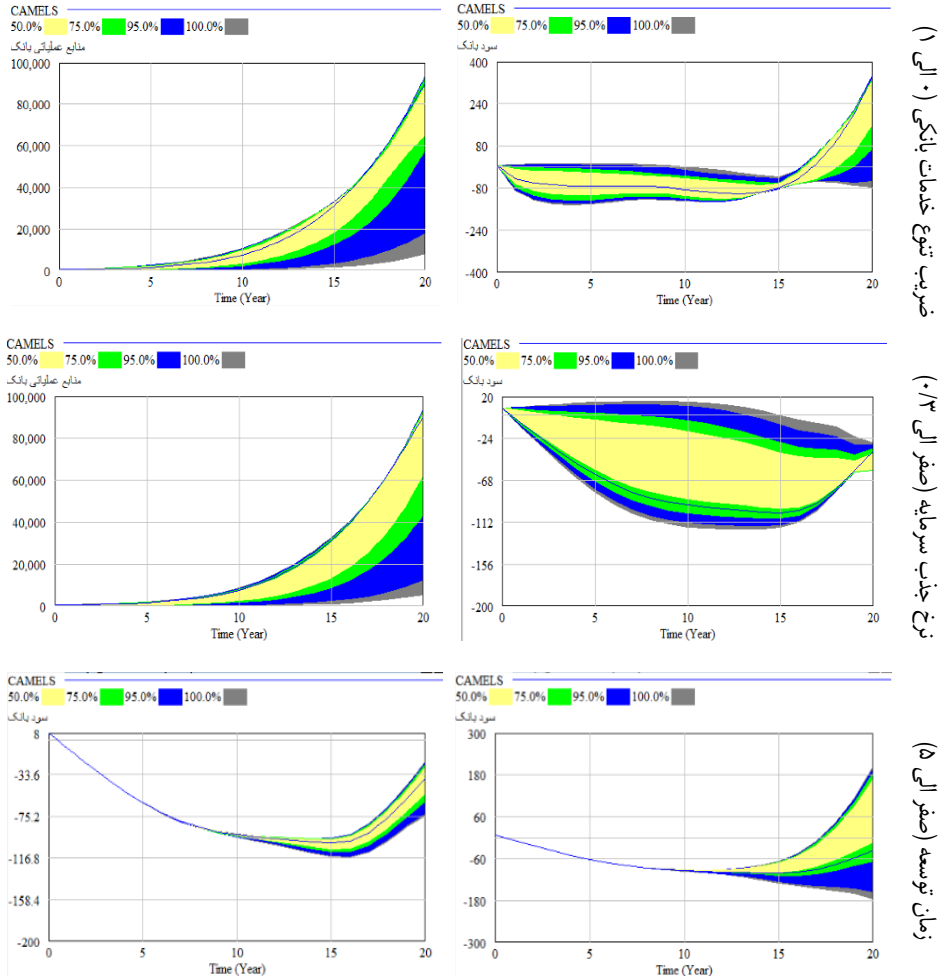 CAMELS
50.0% 75.0% 95.0% 100.0%
منابع عملیاتی بانک
100,000
80,000
60,000
40,000
20,000
0
0 5 10 15 20
Time (Year)
CAMELS
50.0% 75.0% 95.0% 100.0%
سود بانک
400
240
80
-80
-240
-400
0 5 10 15 20
Time (Year)
ضریب تنوع خدمات بانکی (۰ الی ۱)
CAMELS
50.0% 75.0% 95.0% 100.0%
منابع عملیاتی بانک
100,000
80,000
60,000
40,000
20,000
0
0 5 10 15 20
Time (Year)
CAMELS
50.0% 75.0% 95.0% 100.0%
سود بانک
20
-24
-68
-112
-156
-200
0 5 10 15 20
Time (Year)
نرخ جذب سرمایه (صفر الی ۰/۳)
CAMELS
50.0% 75.0% 95.0% 100.0%
سود بانک
8
-33.6
-75.2
-116.8
-158.4
-200
0 5 10 15 20
Time (Year)
CAMELS
50.0% 75.0% 95.0% 100.0%
سود بانک
300
180
60
-60
-180
-300
0 5 10 15 20
Time (Year)
زمان توسعه (صفر الی ۵)